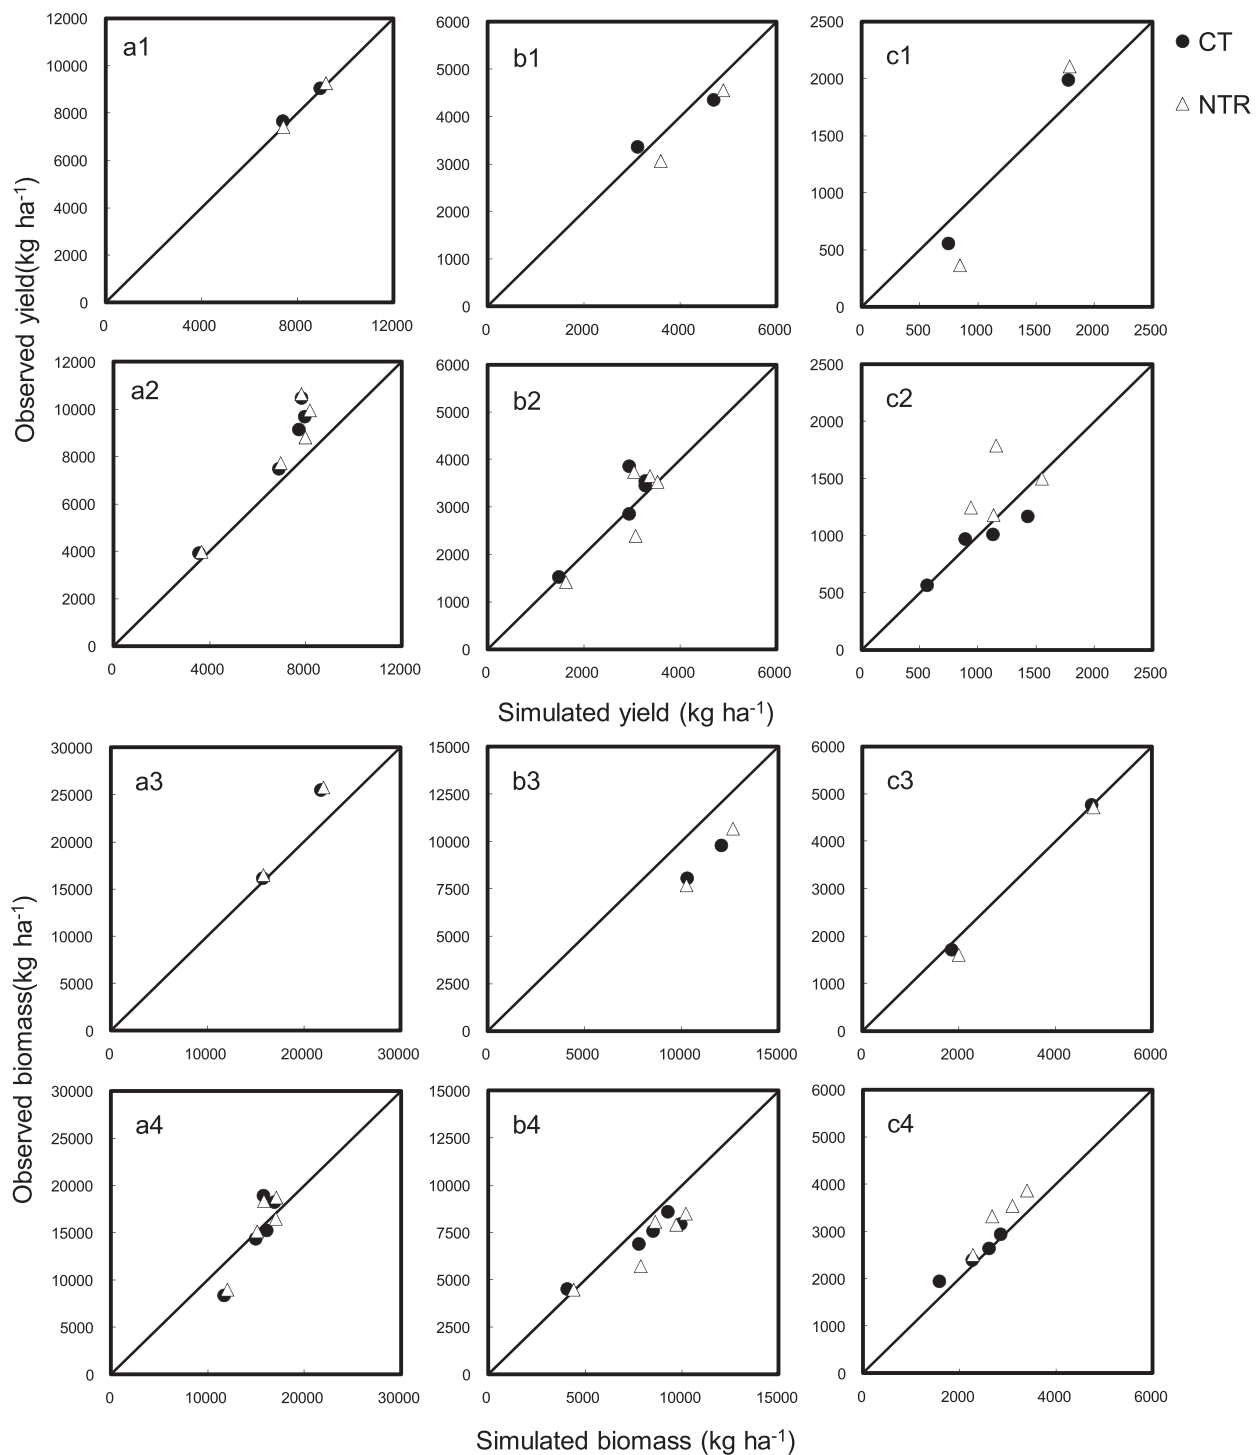 12000
10000
8000
6000
4000
2000
0
0 4000 8000 12000
a1
6000
5000
4000
3000
2000
1000
0
0 2000 4000 6000
b1
2500
2000
1500
1000
500
0
0 500 1000 1500 2000 2500
c1
CT
NTR
Observed yield(kg ha-1)
12000
10000
8000
6000
4000
2000
0
0 4000 8000 12000
a2
6000
5000
4000
3000
2000
1000
0
0 2000 4000 6000
b2
2500
2000
1500
1000
500
0
0 500 1000 1500 2000 2500
c2
Simulated yield (kg ha-1)
30000
25000
20000
15000
10000
5000
0
0 10000 20000 30000
a3
15000
12500
10000
7500
5000
2500
0
0 5000 10000 15000
b3
6000
5000
4000
3000
2000
1000
0
0 2000 4000 6000
c3
Observed biomass(kg ha-1)
30000
25000
20000
15000
10000
5000
0
0 10000 20000 30000
a4
15000
12500
10000
7500
5000
2500
0
0 5000 10000 15000
b4
6000
5000
4000
3000
2000
1000
0
0 2000 4000 6000
c4
Simulated biomass (kg ha-1)